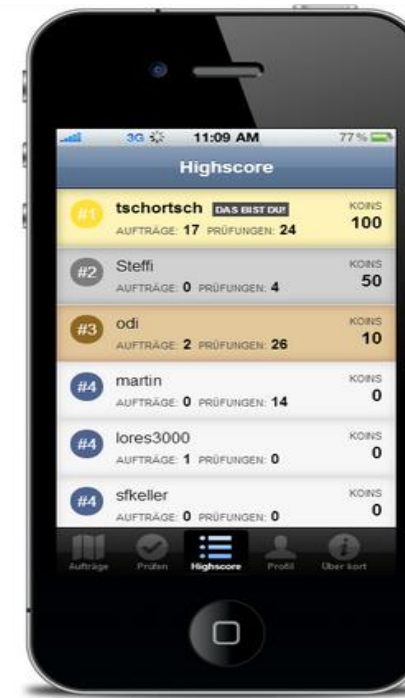 3G 11:09 AM 77 %
Highscore
#1 tschortsch DAS BIST DU! KOINS
AUFTRÄGE: 17 PRÜFUNGEN: 24 100
#2 Steffi KOINS
AUFTRÄGE: 0 PRÜFUNGEN: 4 50
#3 odi KOINS
AUFTRÄGE: 2 PRÜFUNGEN: 26 10
#4 martin KOINS
AUFTRÄGE: 0 PRÜFUNGEN: 14 0
#4 lores3000 KOINS
AUFTRÄGE: 1 PRÜFUNGEN: 0 0
#4 sfkeller KOINS
AUFTRÄGE: 0 PRÜFUNGEN: 0 0
Aufträge Prüfen Highscore Profil Über kort